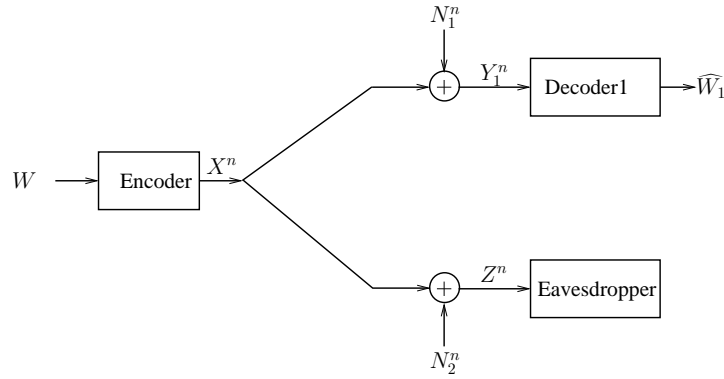 N_1^n
Y_1^n
Decoder1
\widehat{W}_1
+
W
Encoder
X^n
Z^n
Eavesdropper
+
N_2^n